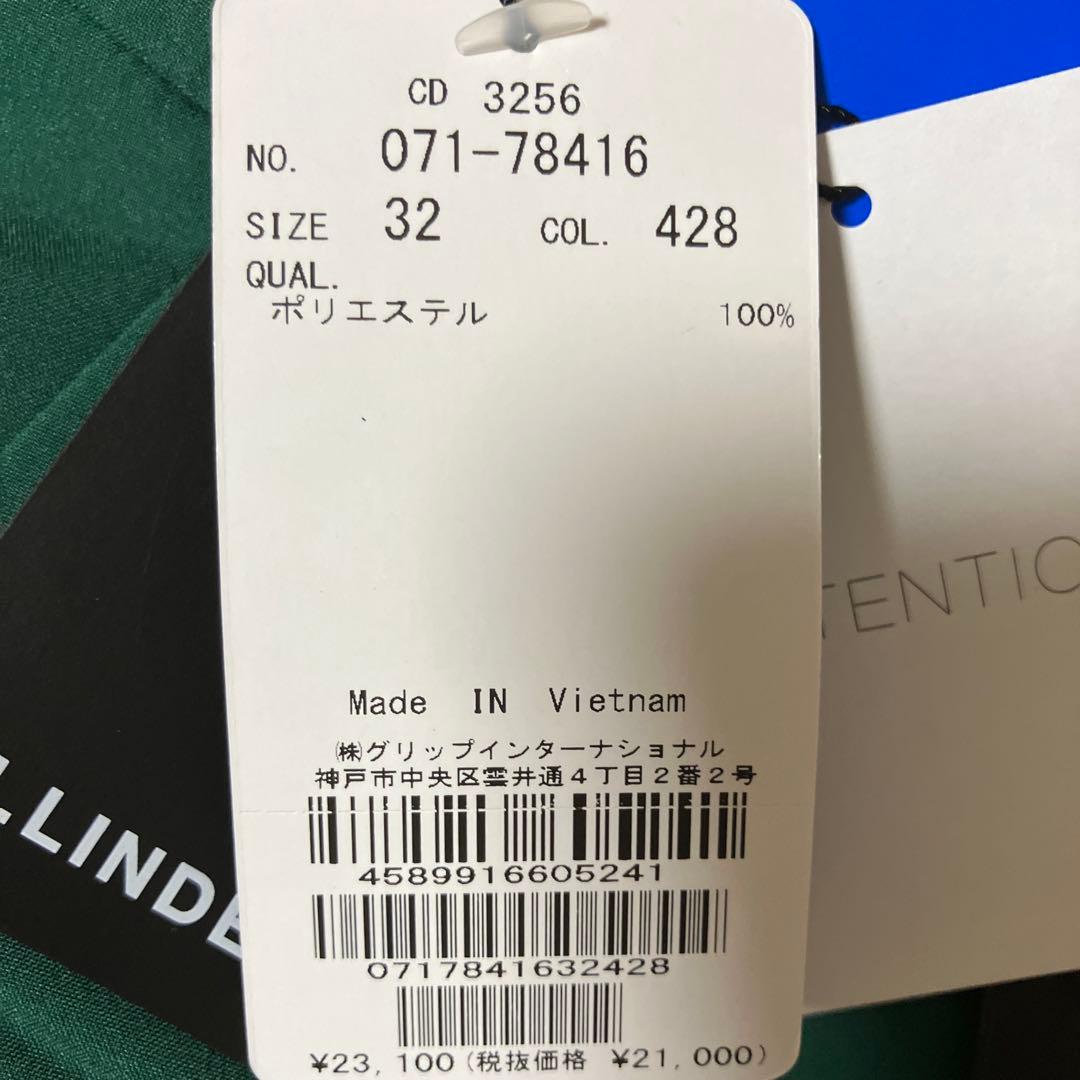 CD 3256
NO. 071-78416
SIZE 32 COL. 428
QUAL.
ポリエステル 100%
Made IN Vietnam
㈱グリップインターナショナル
神戸市中央区雲井通4丁目2番2号
4589916605241
0717841632428
¥23,100(税抜価格 ¥21,000)
.LINDE
TENTIO